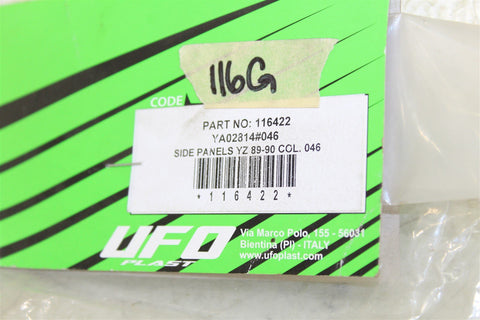 116G
CODE
PART NO: 116422
YA02814#046
SIDE PANELS YZ 89-90 COL. 046
*116422*
UFO
PLAST
Via Marco Polo, 155 - 56031
Bientina (PI) - ITALY
www.ufoplast.com